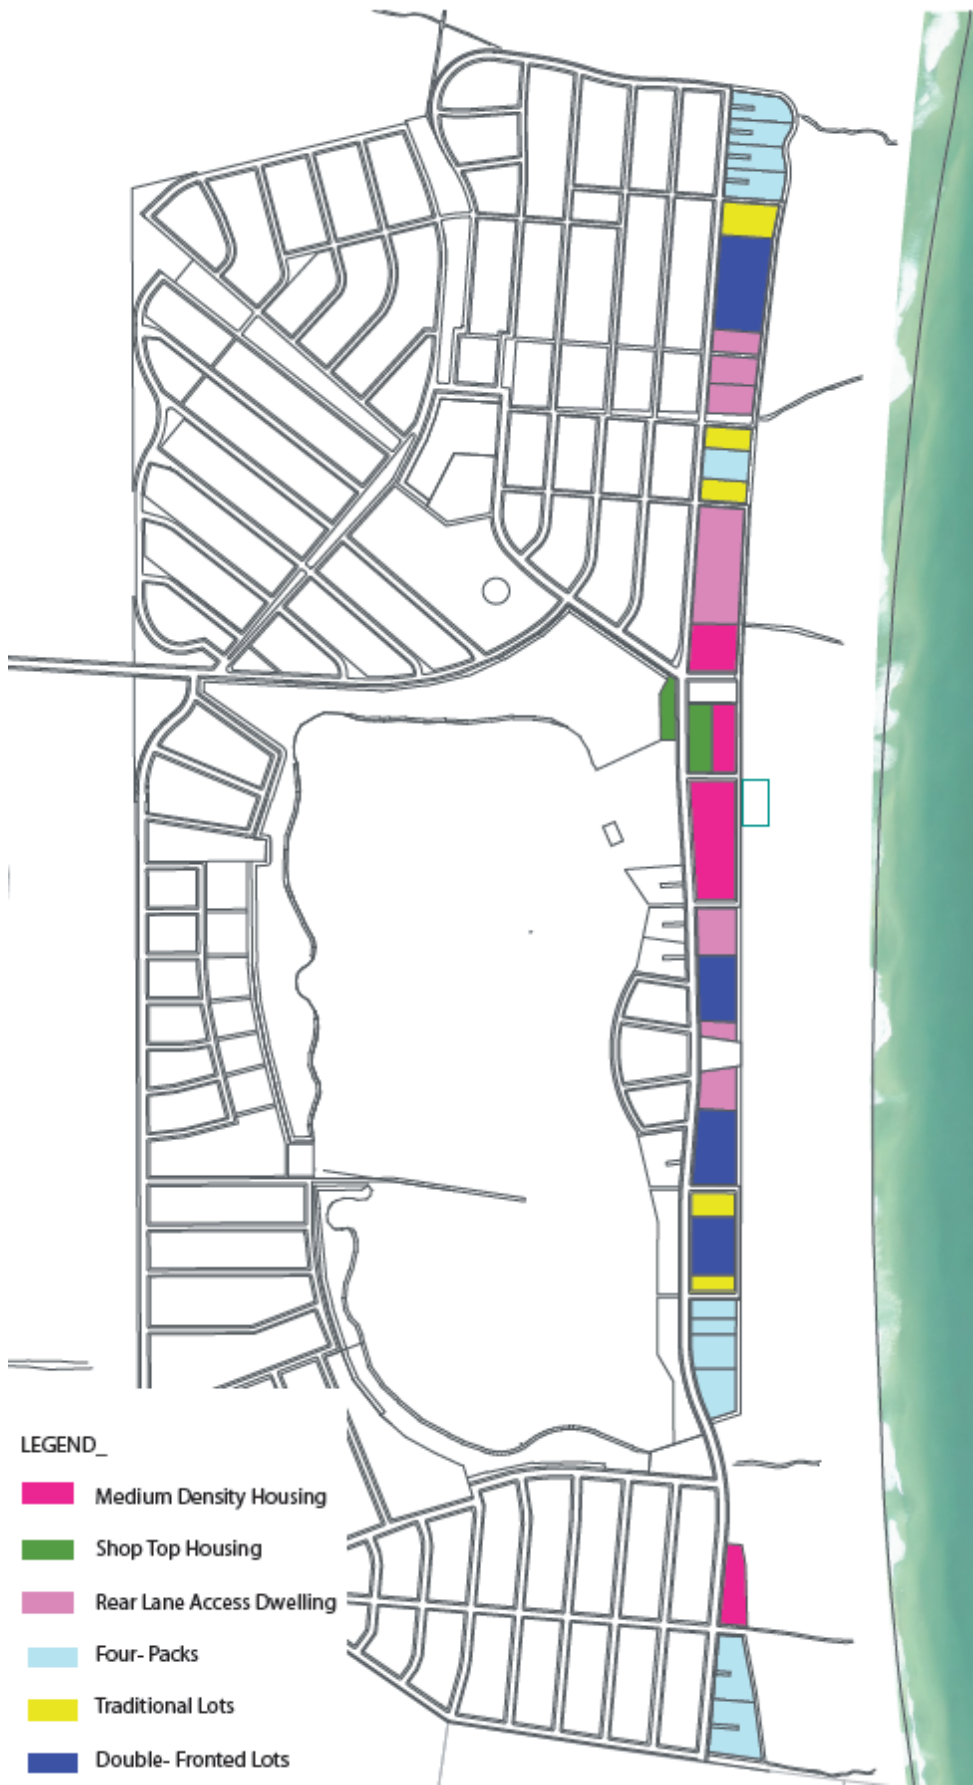 LEGEND_
Medium Density Housing
Shop Top Housing
Rear Lane Access Dwelling
Four- Packs
Traditional Lots
Double- Fronted Lots